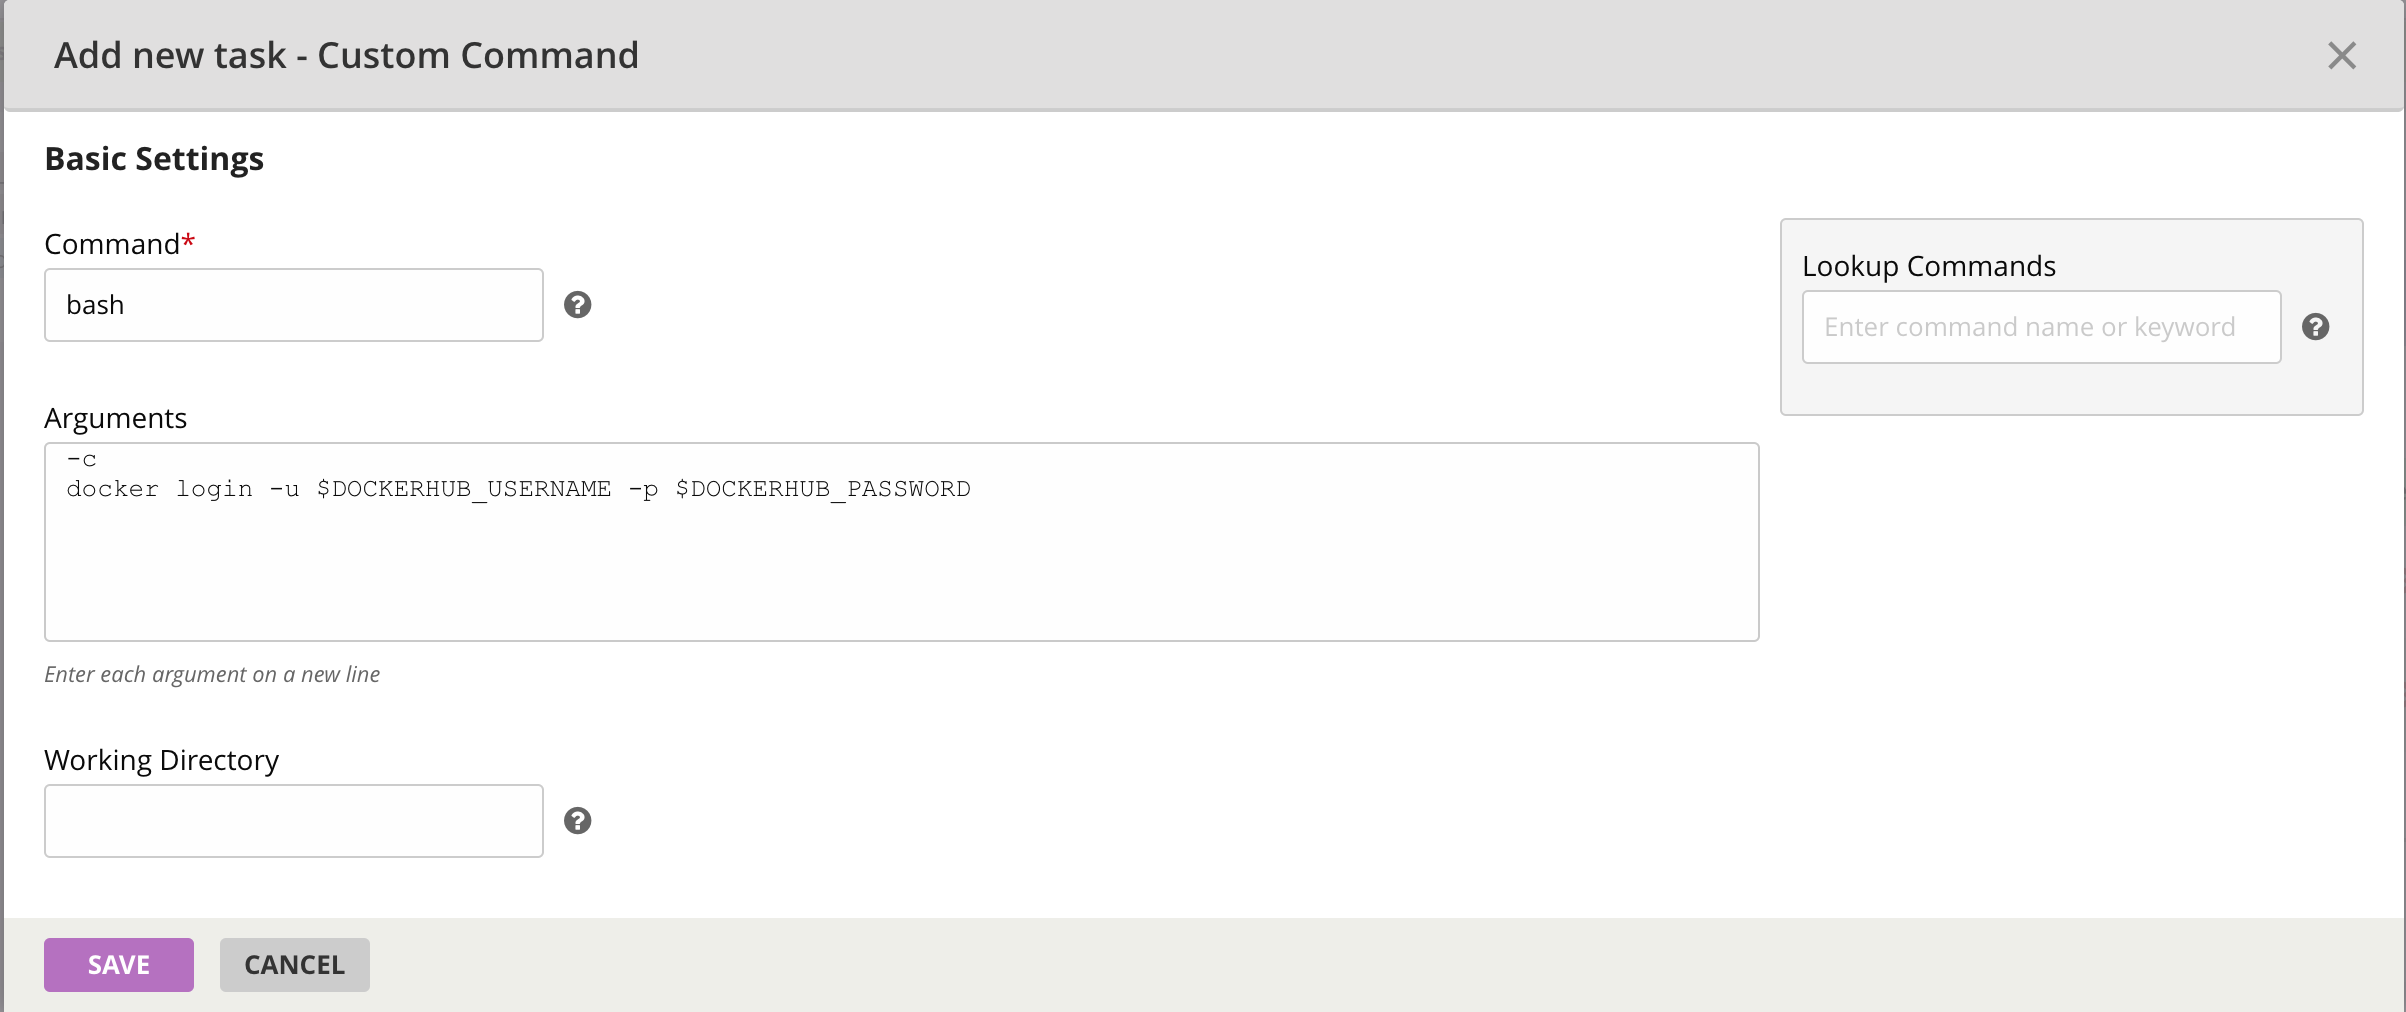 Add new task - Custom Command
Basic Settings
Command*
bash
Lookup Commands
Enter command name or keyword
Arguments
-c
docker login -u $DOCKERHUB_USERNAME -p $DOCKERHUB_PASSWORD
Enter each argument on a new line
Working Directory
SAVE
CANCEL